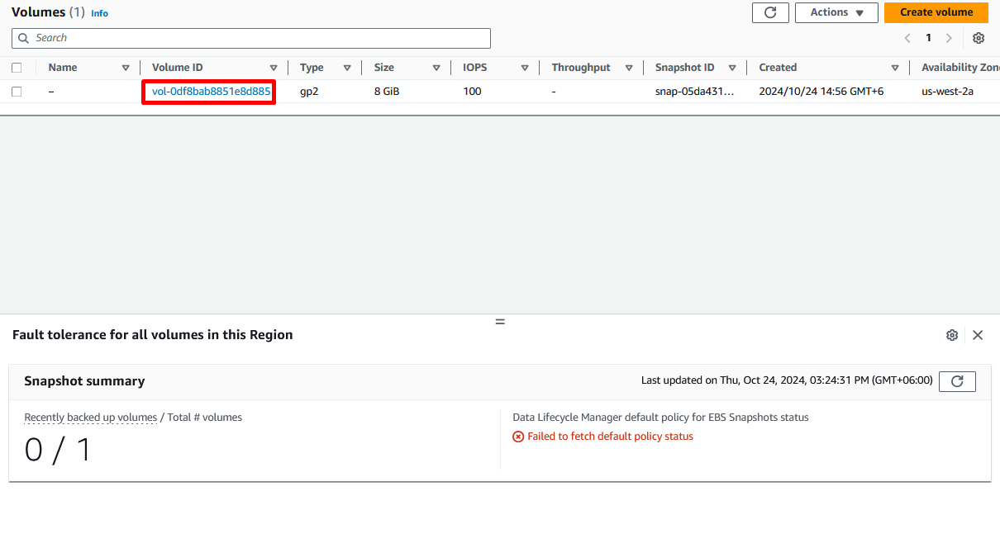 Volumes (1) Info
Actions
Create volume
Search
1
Name Volume ID Type Size IOPS Throughput Snapshot ID Created Availability Zon
– vol-0df8bab8851e8d885 gp2 8 GiB 100 - snap-05da431… 2024/10/24 14:56 GMT+6 us-west-2a
Fault tolerance for all volumes in this Region
Snapshot summary
Last updated on Thu, Oct 24, 2024, 03:24:31 PM (GMT+06:00)
Recently backed up volumes / Total # volumes
0 / 1
Data Lifecycle Manager default policy for EBS Snapshots status
Failed to fetch default policy status